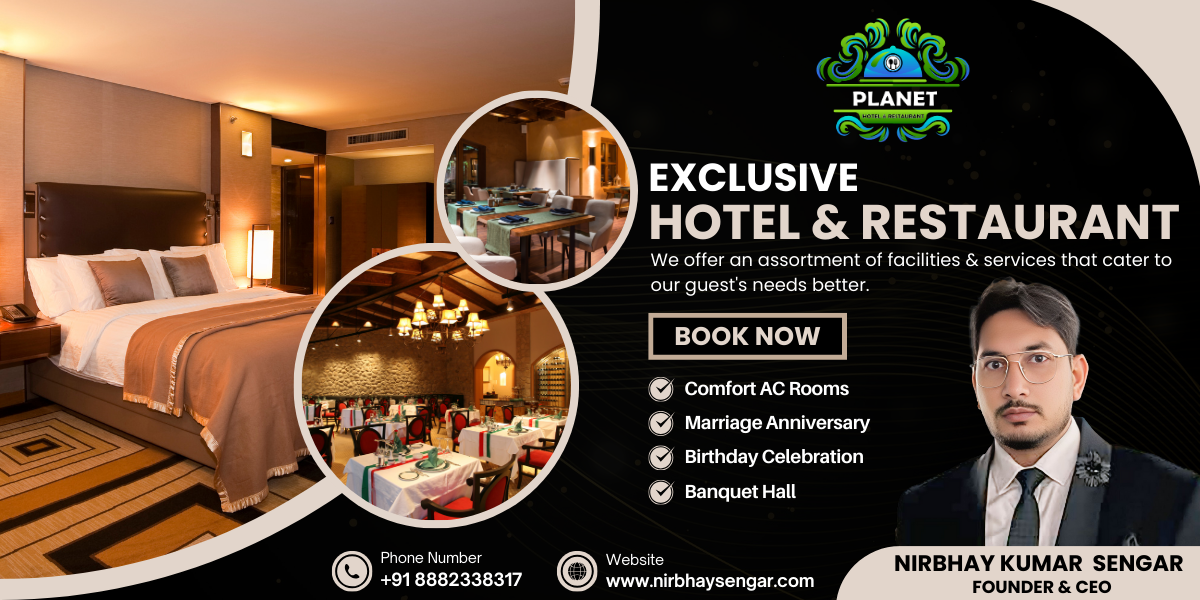 PLANET
HOTEL & RESTAURANT
EXCLUSIVE
HOTEL & RESTAURANT
We offer an assortment of facilities & services that cater to
our guest's needs better.
BOOK NOW
Comfort AC Rooms
Marriage Anniversary
Birthday Celebration
Banquet Hall
Phone Number
+91 8882338317
Website
www.nirbhaysengar.com
NIRBHAY KUMAR SENGAR
FOUNDER & CEO